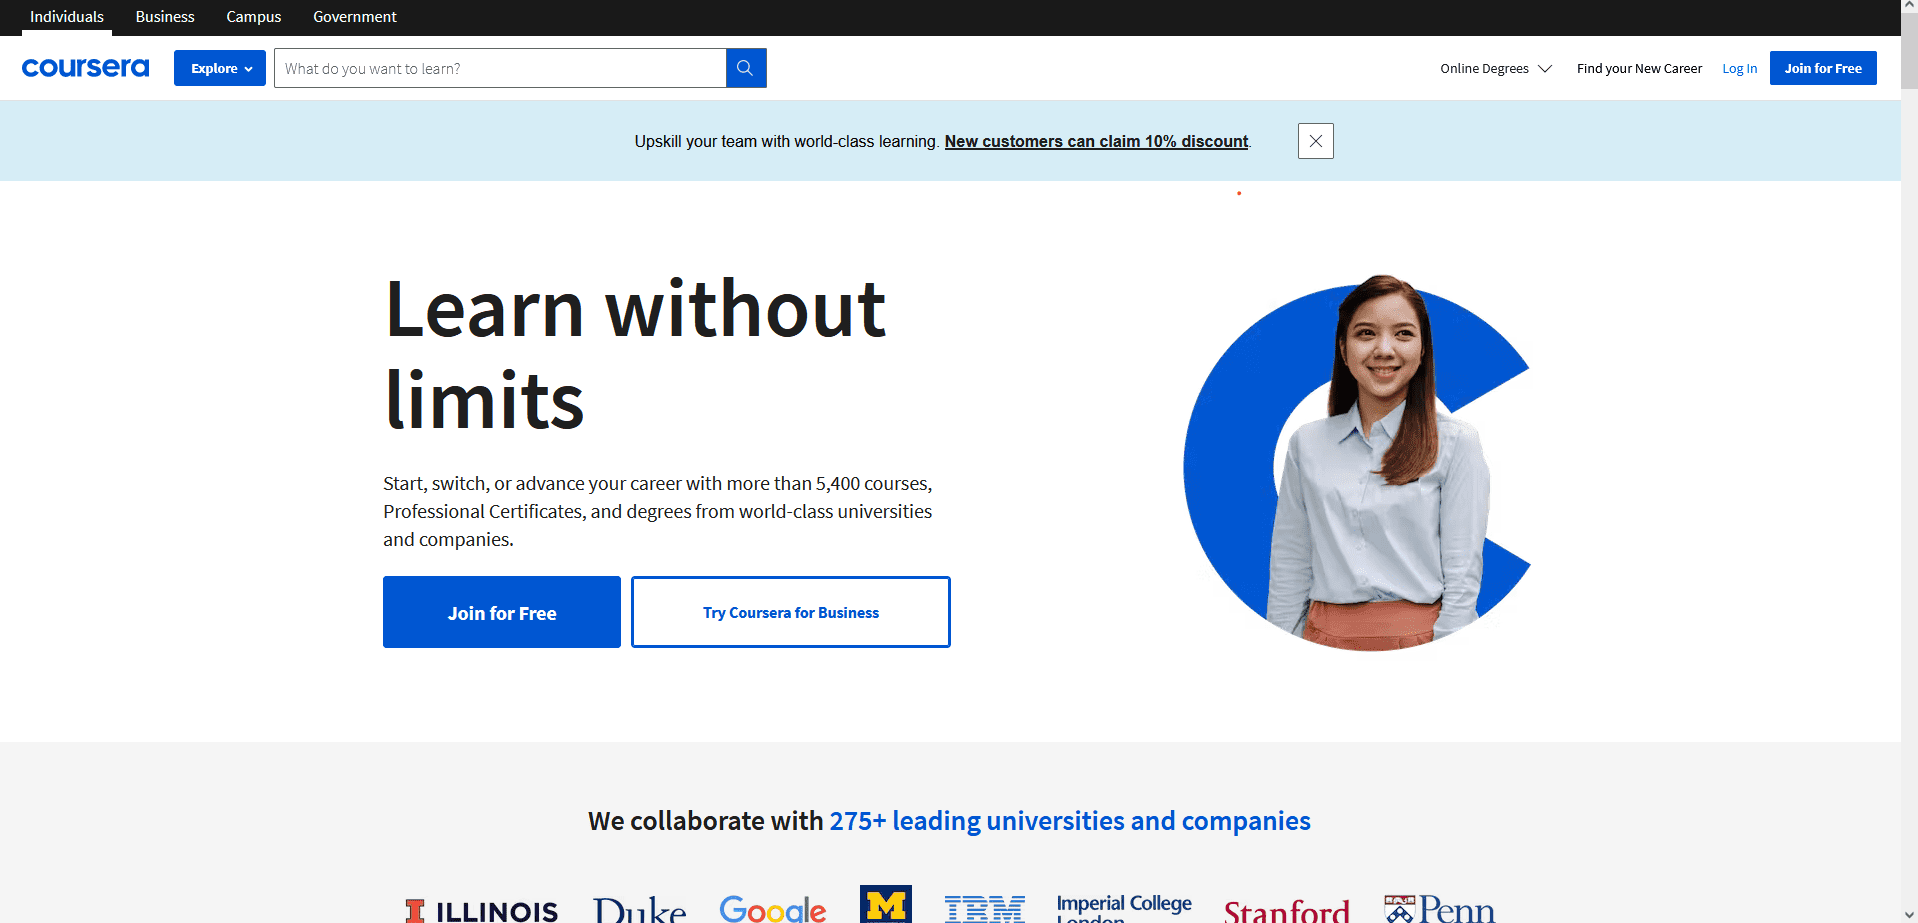 Individuals Business Campus Government
coursera Explore What do you want to learn? Online Degrees Find your New Career Log In Join for Free
Upskill your team with world-class learning. New customers can claim 10% discount.
Learn without
limits
Start, switch, or advance your career with more than 5,400 courses,
Professional Certificates, and degrees from world-class universities
and companies.
Join for Free Try Coursera for Business
We collaborate with 275+ leading universities and companies
I ILLINOIS Duke Google M IBM Imperial College
London Stanford Penn